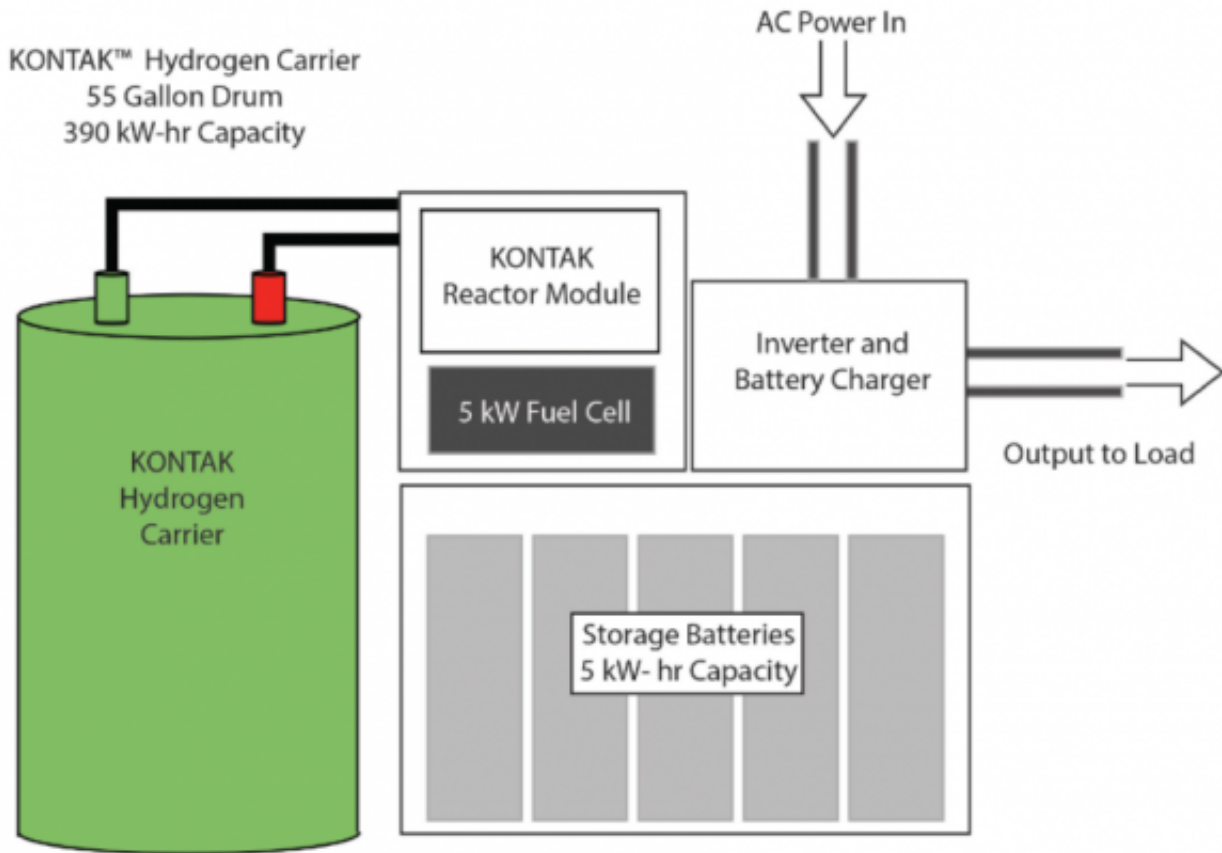 AC Power In
KONTAK™ Hydrogen Carrier
55 Gallon Drum
390 kW-hr Capacity
KONTAK
Reactor Module
5 kW Fuel Cell
Inverter and
Battery Charger
Output to Load
KONTAK
Hydrogen
Carrier
Storage Batteries
5 kW- hr Capacity